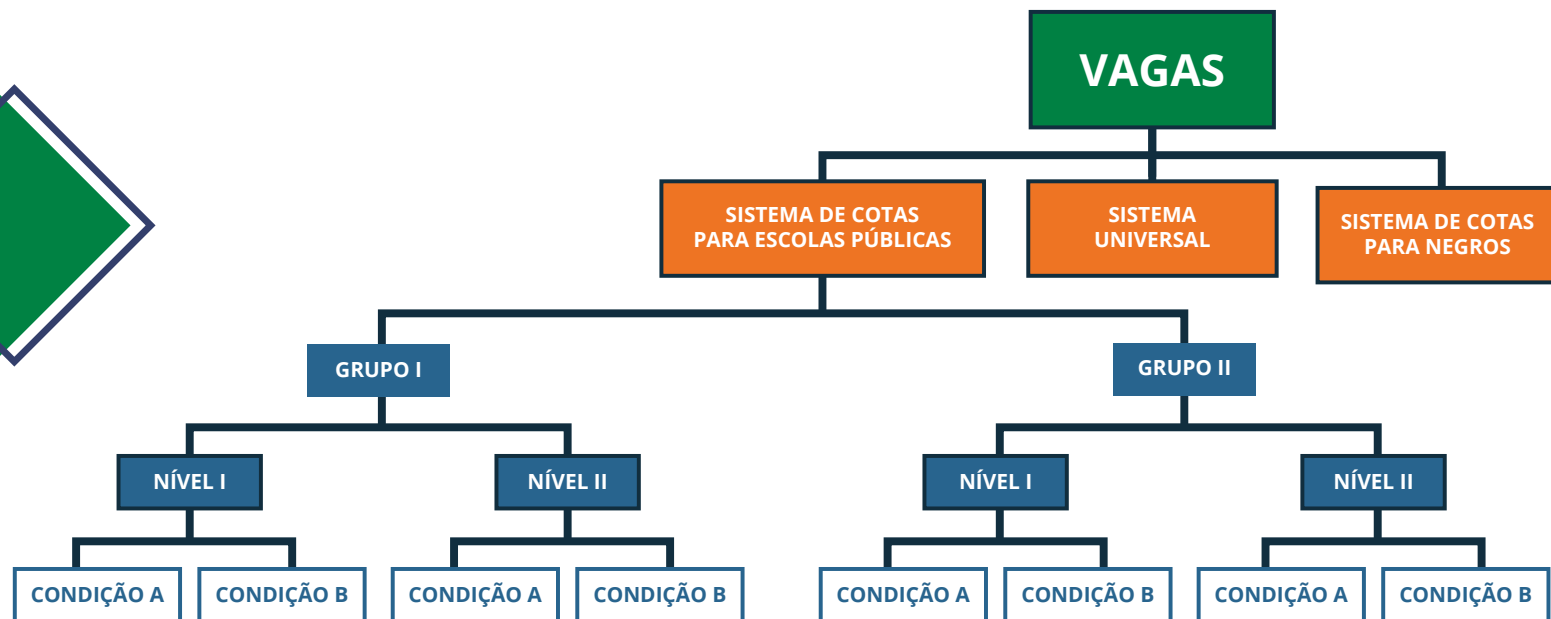 VAGAS
SISTEMA DE COTAS
PARA ESCOLAS PÚBLICAS
SISTEMA
UNIVERSAL
SISTEMA DE COTAS
PARA NEGROS
GRUPO I
GRUPO II
NÍVEL I
NÍVEL II
NÍVEL I
NÍVEL II
CONDIÇÃO A
CONDIÇÃO B
CONDIÇÃO A
CONDIÇÃO B
CONDIÇÃO A
CONDIÇÃO B
CONDIÇÃO A
CONDIÇÃO B